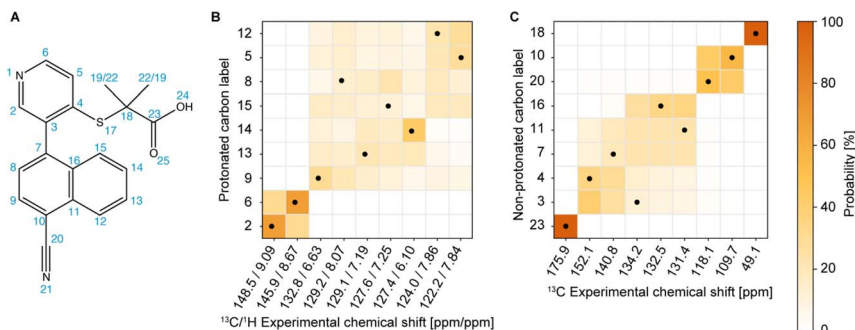 A
B
C
6
1
N
5
19/22
22/19
24
OH
2
4
S
17
18
23
3
O
25
7
8
16
15
14
9
11
13
10
12
20
N
21
Protonated carbon label
12
5
8
15
14
13
9
6
2
148.5 / 9.09
145.9 / 8.67
132.8 / 6.63
129.2 / 8.07
129.1 / 7.19
127.6 / 7.25
127.4 / 6.10
124.0 / 7.86
122.2 / 7.84
¹³C/¹H Experimental chemical shift [ppm/ppm]
Non-protonated carbon label
18
10
20
16
11
7
4
3
23
175.9
152.1
140.8
134.2
132.5
131.4
118.1
109.7
49.1
¹³C Experimental chemical shift [ppm]
100
80
60
40
20
0
Probability [%]